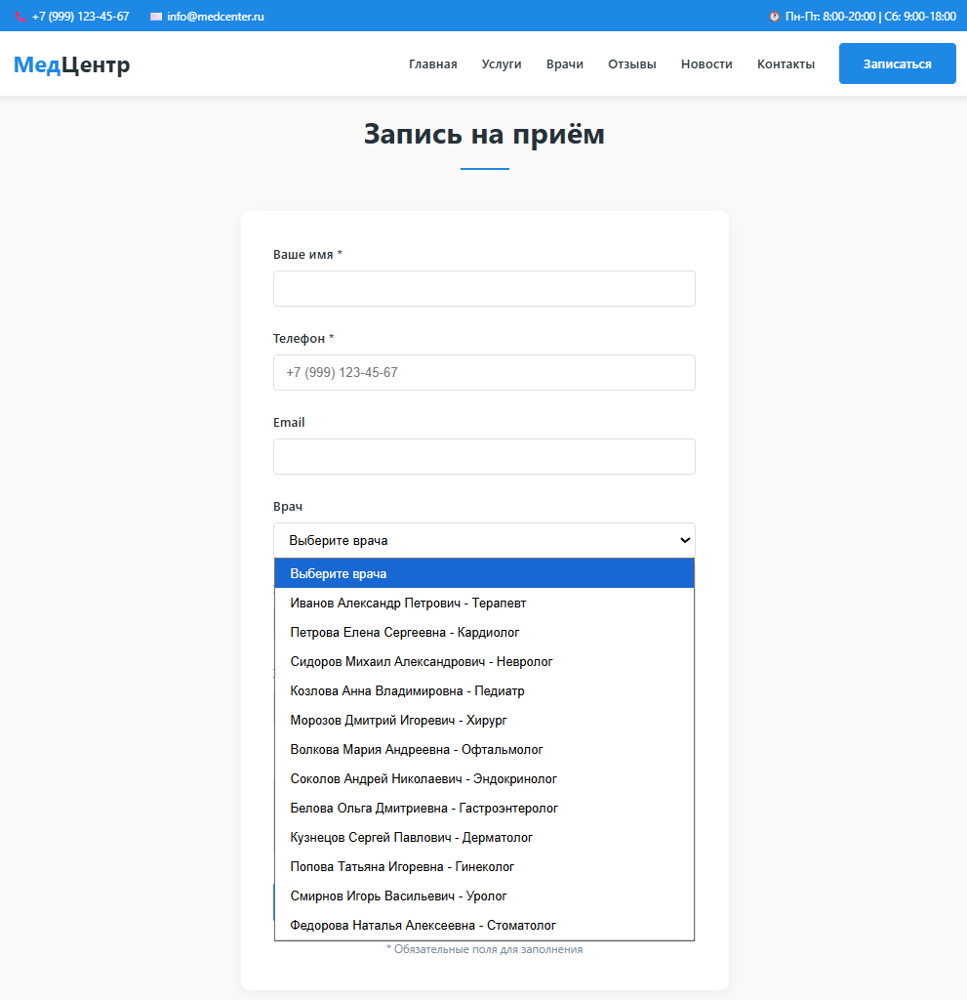 +7 (999) 123-45-67 info@medcenter.ru Пн-Пт: 8:00-20:00 | Сб: 9:00-18:00
МедЦентр Главная Услуги Врачи Отзывы Новости Контакты Записаться
Запись на приём
Ваше имя *
Телефон *
+7 (999) 123-45-67
Email
Врач
Выберите врача
Выберите врача
Иванов Александр Петрович - Терапевт
Петрова Елена Сергеевна - Кардиолог
Сидоров Михаил Александрович - Невролог
Козлова Анна Владимировна - Педиатр
Морозов Дмитрий Игоревич - Хирург
Волкова Мария Андреевна - Офтальмолог
Соколов Андрей Николаевич - Эндокринолог
Белова Ольга Дмитриевна - Гастроэнтеролог
Кузнецов Сергей Павлович - Дерматолог
Попова Татьяна Игоревна - Гинеколог
Смирнов Игорь Васильевич - Уролог
Федорова Наталья Алексеевна - Стоматолог
* Обязательные поля для заполнения